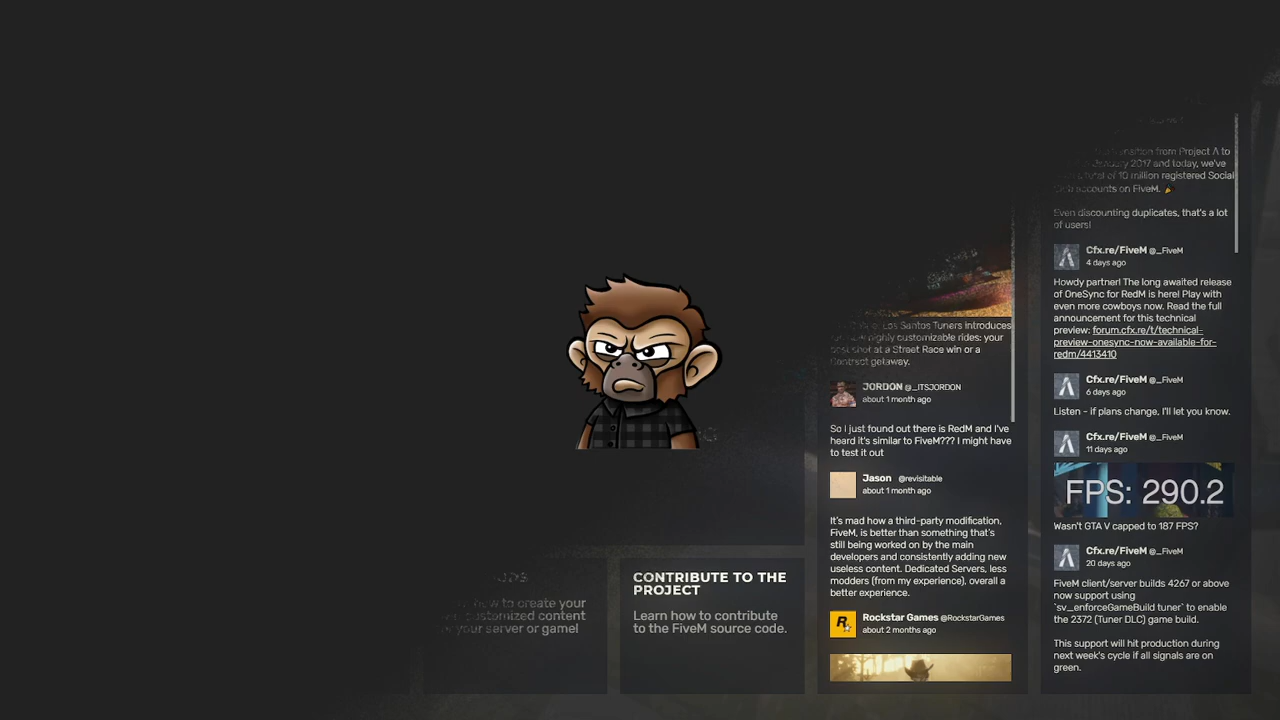 how to create your
customized content
your server or game!
CONTRIBUTE TO THE
PROJECT
Learn how to contribute
to the FiveM source code.
Los Santos Tuners introduces
highly customizable rides; your
best shot at a Street Race win or a
Contract getaway.
JORDON @_ITSJORDON
about 1 month ago
So I just found out there is RedM and I've
heard it's similar to FiveM??? I might have
to test it out
Jason @revisitable
about 1 month ago
It's mad how a third-party modification,
FiveM, is better than something that's
still being worked on by the main
developers and consistently adding new
useless content. Dedicated Servers, less
modders (from my experience), overall a
better experience.
Rockstar Games @RockstarGames
about 2 months ago
transition from Project Λ to
January 2017 and today, we've
a total of 10 million registered Social
accounts on FiveM. 🎉
Even discounting duplicates, that's a lot
of users!
Cfx.re/FiveM @_FiveM
4 days ago
Howdy partner! The long awaited release
of OneSync for RedM is here! Play with
even more cowboys now. Read the full
announcement for this technical
preview: forum.cfx.re/t/technical-
preview-onesync-now-available-for-
redm/4413410
Cfx.re/FiveM @_FiveM
6 days ago
Listen - if plans change, I'll let you know.
Cfx.re/FiveM @_FiveM
11 days ago
FPS: 290.2
Wasn't GTA V capped to 187 FPS?
Cfx.re/FiveM @_FiveM
20 days ago
FiveM client/server builds 4267 or above
now support using
`sv_enforceGameBuild tuner` to enable
the 2372 (Tuner DLC) game build.
This support will hit production during
next week's cycle if all signals are on
green.